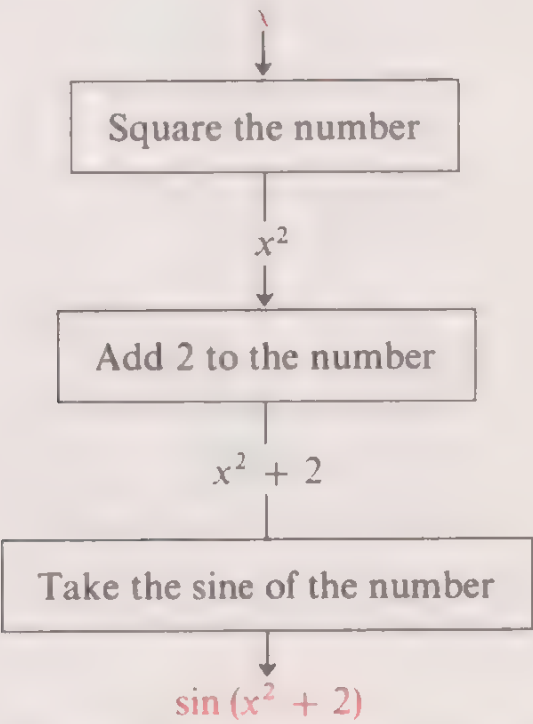 Square the number
x²
Add 2 to the number
x² + 2
Take the sine of the number
sin (x² + 2)